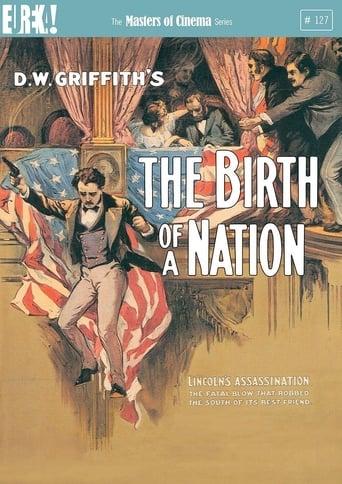 EUREKA!
The Masters of Cinema Series
# 127
D.W. GRIFFITH'S
THE BIRTH
OF A NATION
LINCOLN'S ASSASSINATION
THE FATAL BLOW THAT ROBBED
THE SOUTH OF ITS BEST FRIEND.